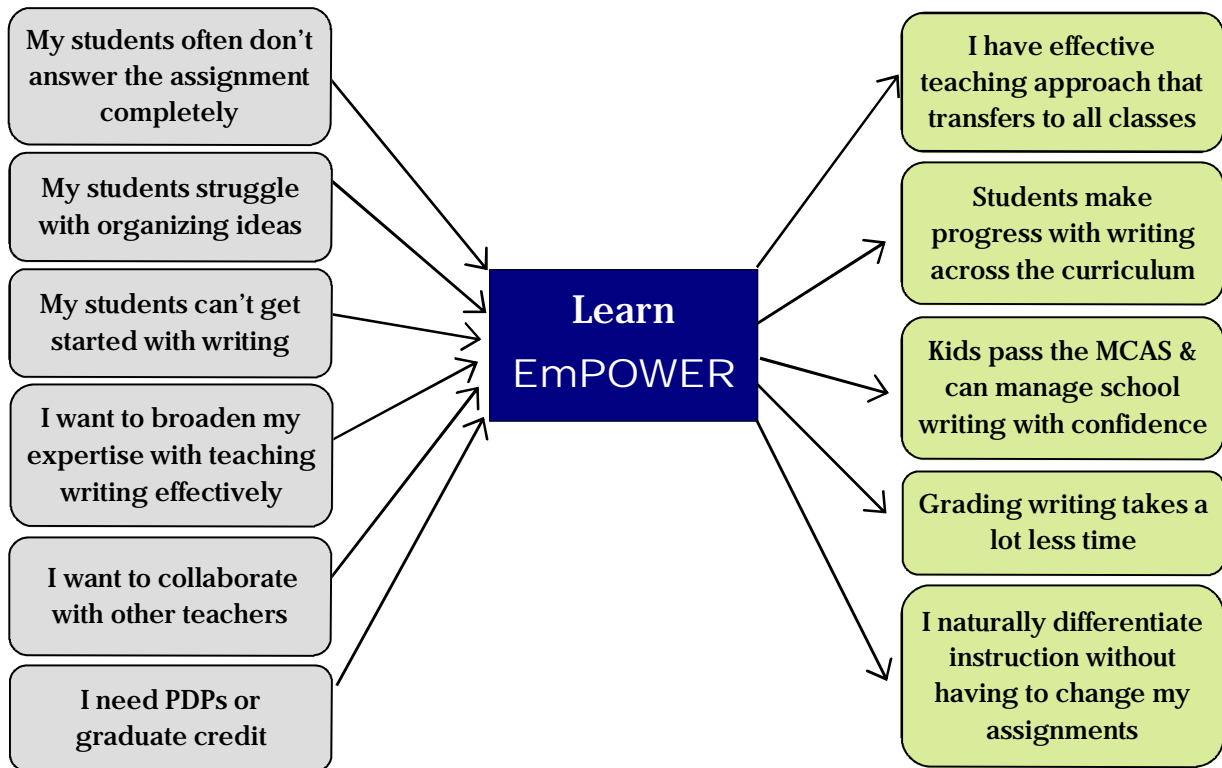 My students often don’t
answer the assignment
completely
My students struggle
with organizing ideas
My students can’t get
started with writing
I want to broaden my
expertise with teaching
writing effectively
I want to collaborate
with other teachers
I need PDPs or
graduate credit
Learn
EmPOWER
I have effective
teaching approach that
transfers to all classes
Students make
progress with writing
across the curriculum
Kids pass the MCAS &
can manage school
writing with confidence
Grading writing takes a
lot less time
I naturally differentiate
instruction without
having to change my
assignments